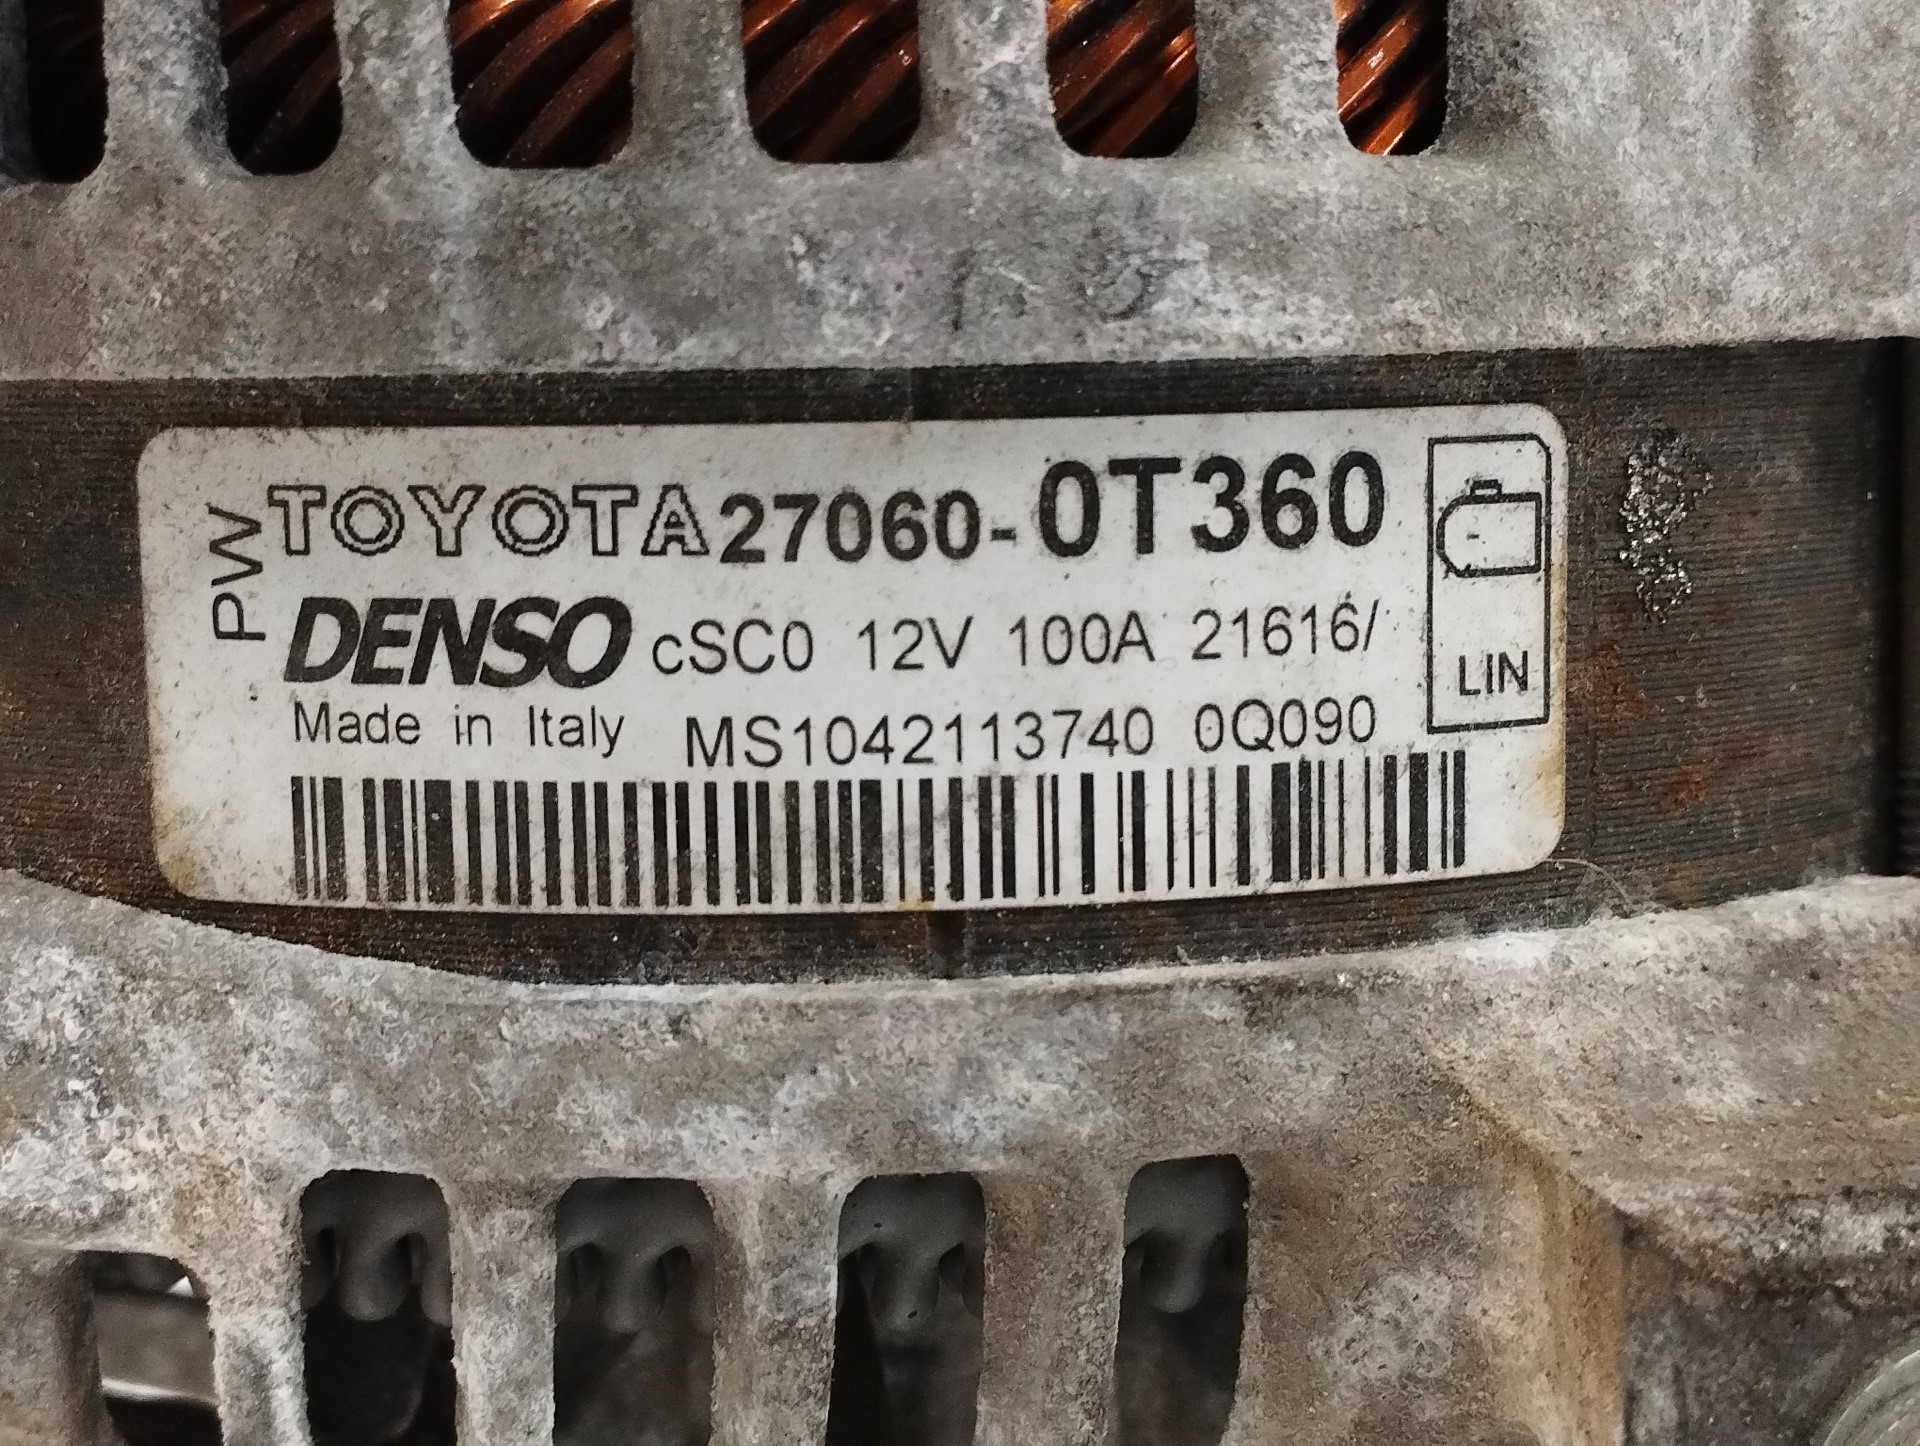 PW
TOYOTA 27060-0T360
DENSO cSC0 12V 100A 21616/
Made in Italy MS1042113740 0Q090
LIN